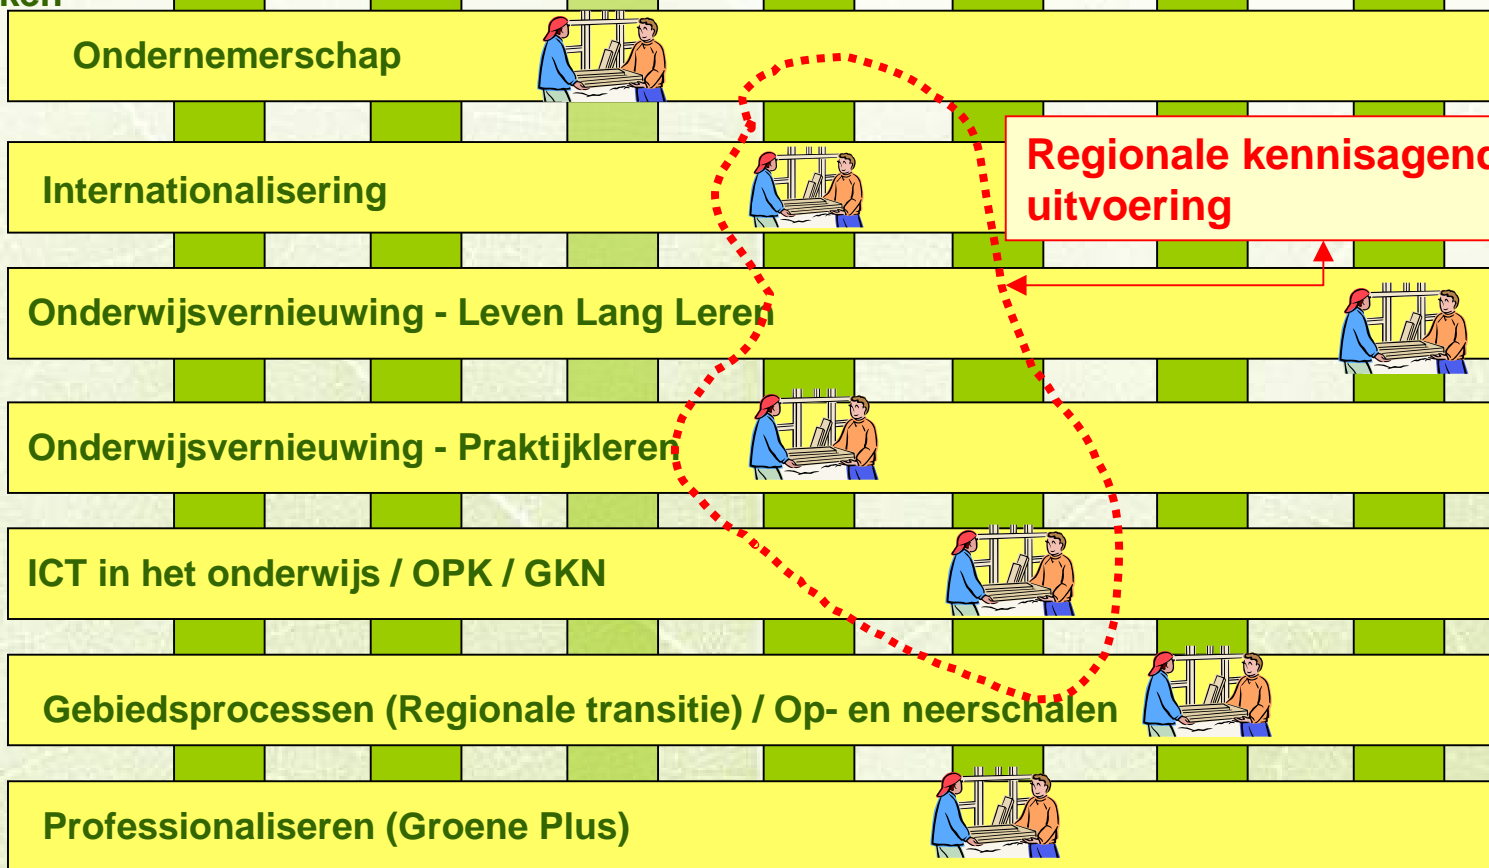 Ondernemerschap
Internationalisering
Regionale kennisagend
uitvoering
Onderwijsvernieuwing - Leven Lang Leren
Onderwijsvernieuwing - Praktijkleren
ICT in het onderwijs / OPK / GKN
Gebiedsprocessen (Regionale transitie) / Op- en neerschalen
Professionaliseren (Groene Plus)